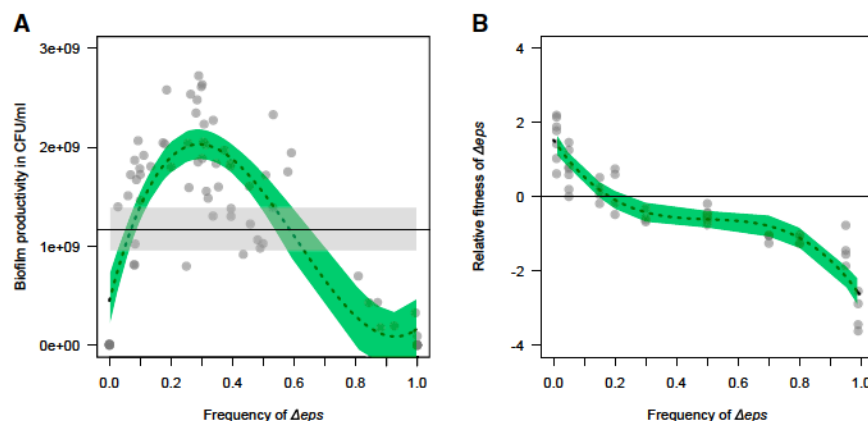 A
Biofilm productivity in CFU/ml
3e+09
2e+09
1e+09
0e+00
0.0 0.2 0.4 0.6 0.8 1.0
Frequency of Δeps
B
Relative fitness of Δeps
4
2
0
-2
-4
0.0 0.2 0.4 0.6 0.8 1.0
Frequency of Δeps